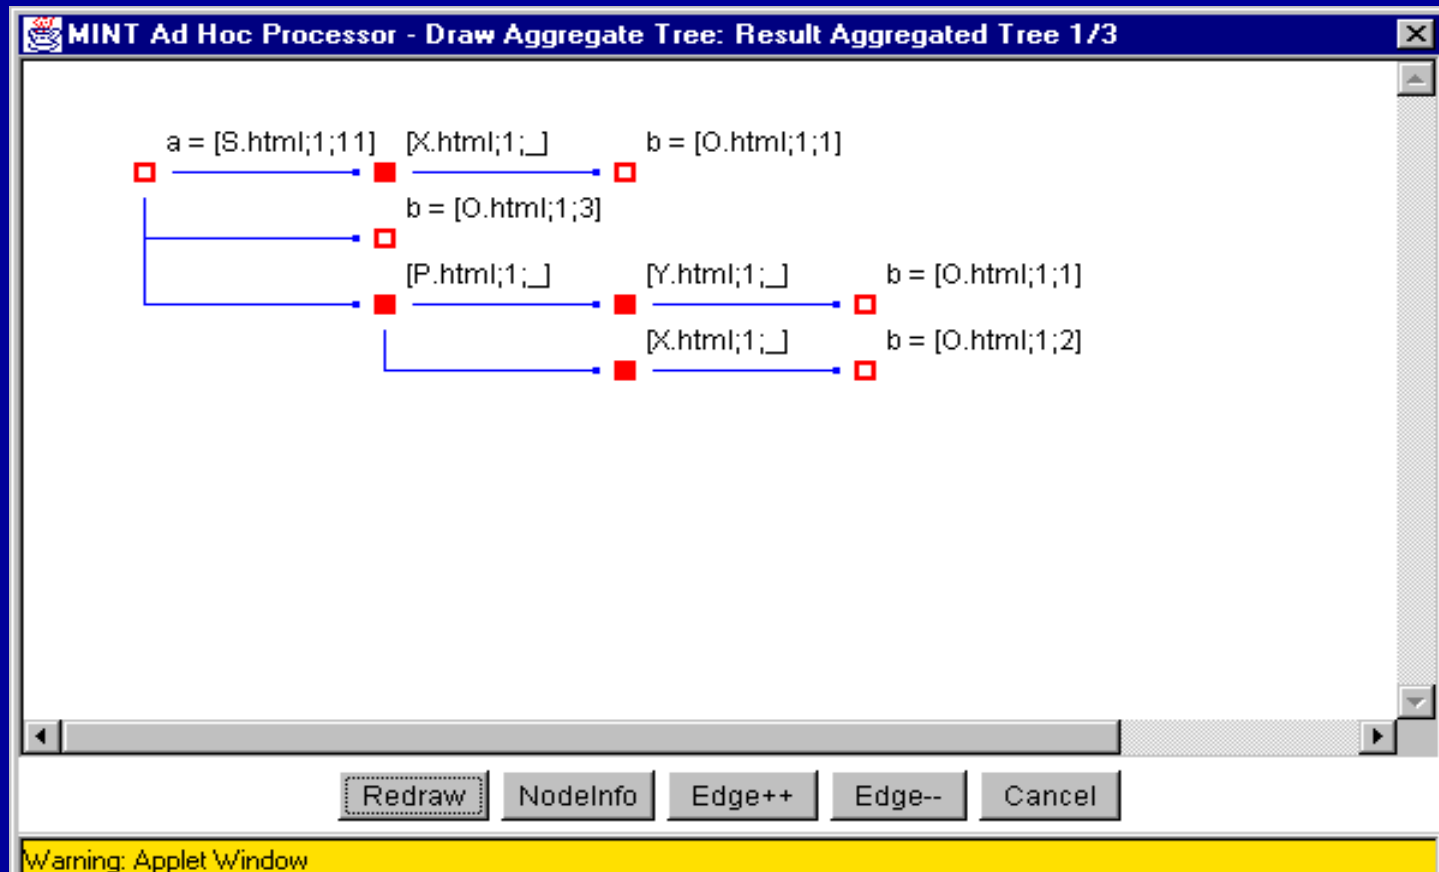 MINT Ad Hoc Processor - Draw Aggregate Tree: Result Aggregated Tree 1/3
a = [S.html;1;11] [X.html;1;_] b = [O.html;1;1]
b = [O.html;1;3]
[P.html;1;_] [Y.html;1;_] b = [O.html;1;1]
[X.html;1;_] b = [O.html;1;2]
Redraw NodeInfo Edge++ Edge-- Cancel
Warning: Applet Window